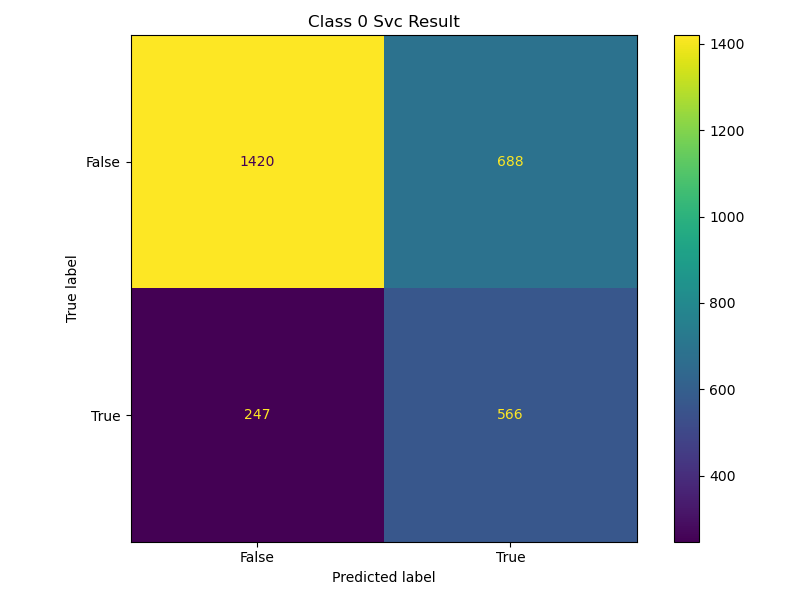 Class 0 Svc Result
True label
False
True
1420
688
247
566
False
True
Predicted label
1400
1200
1000
800
600
400